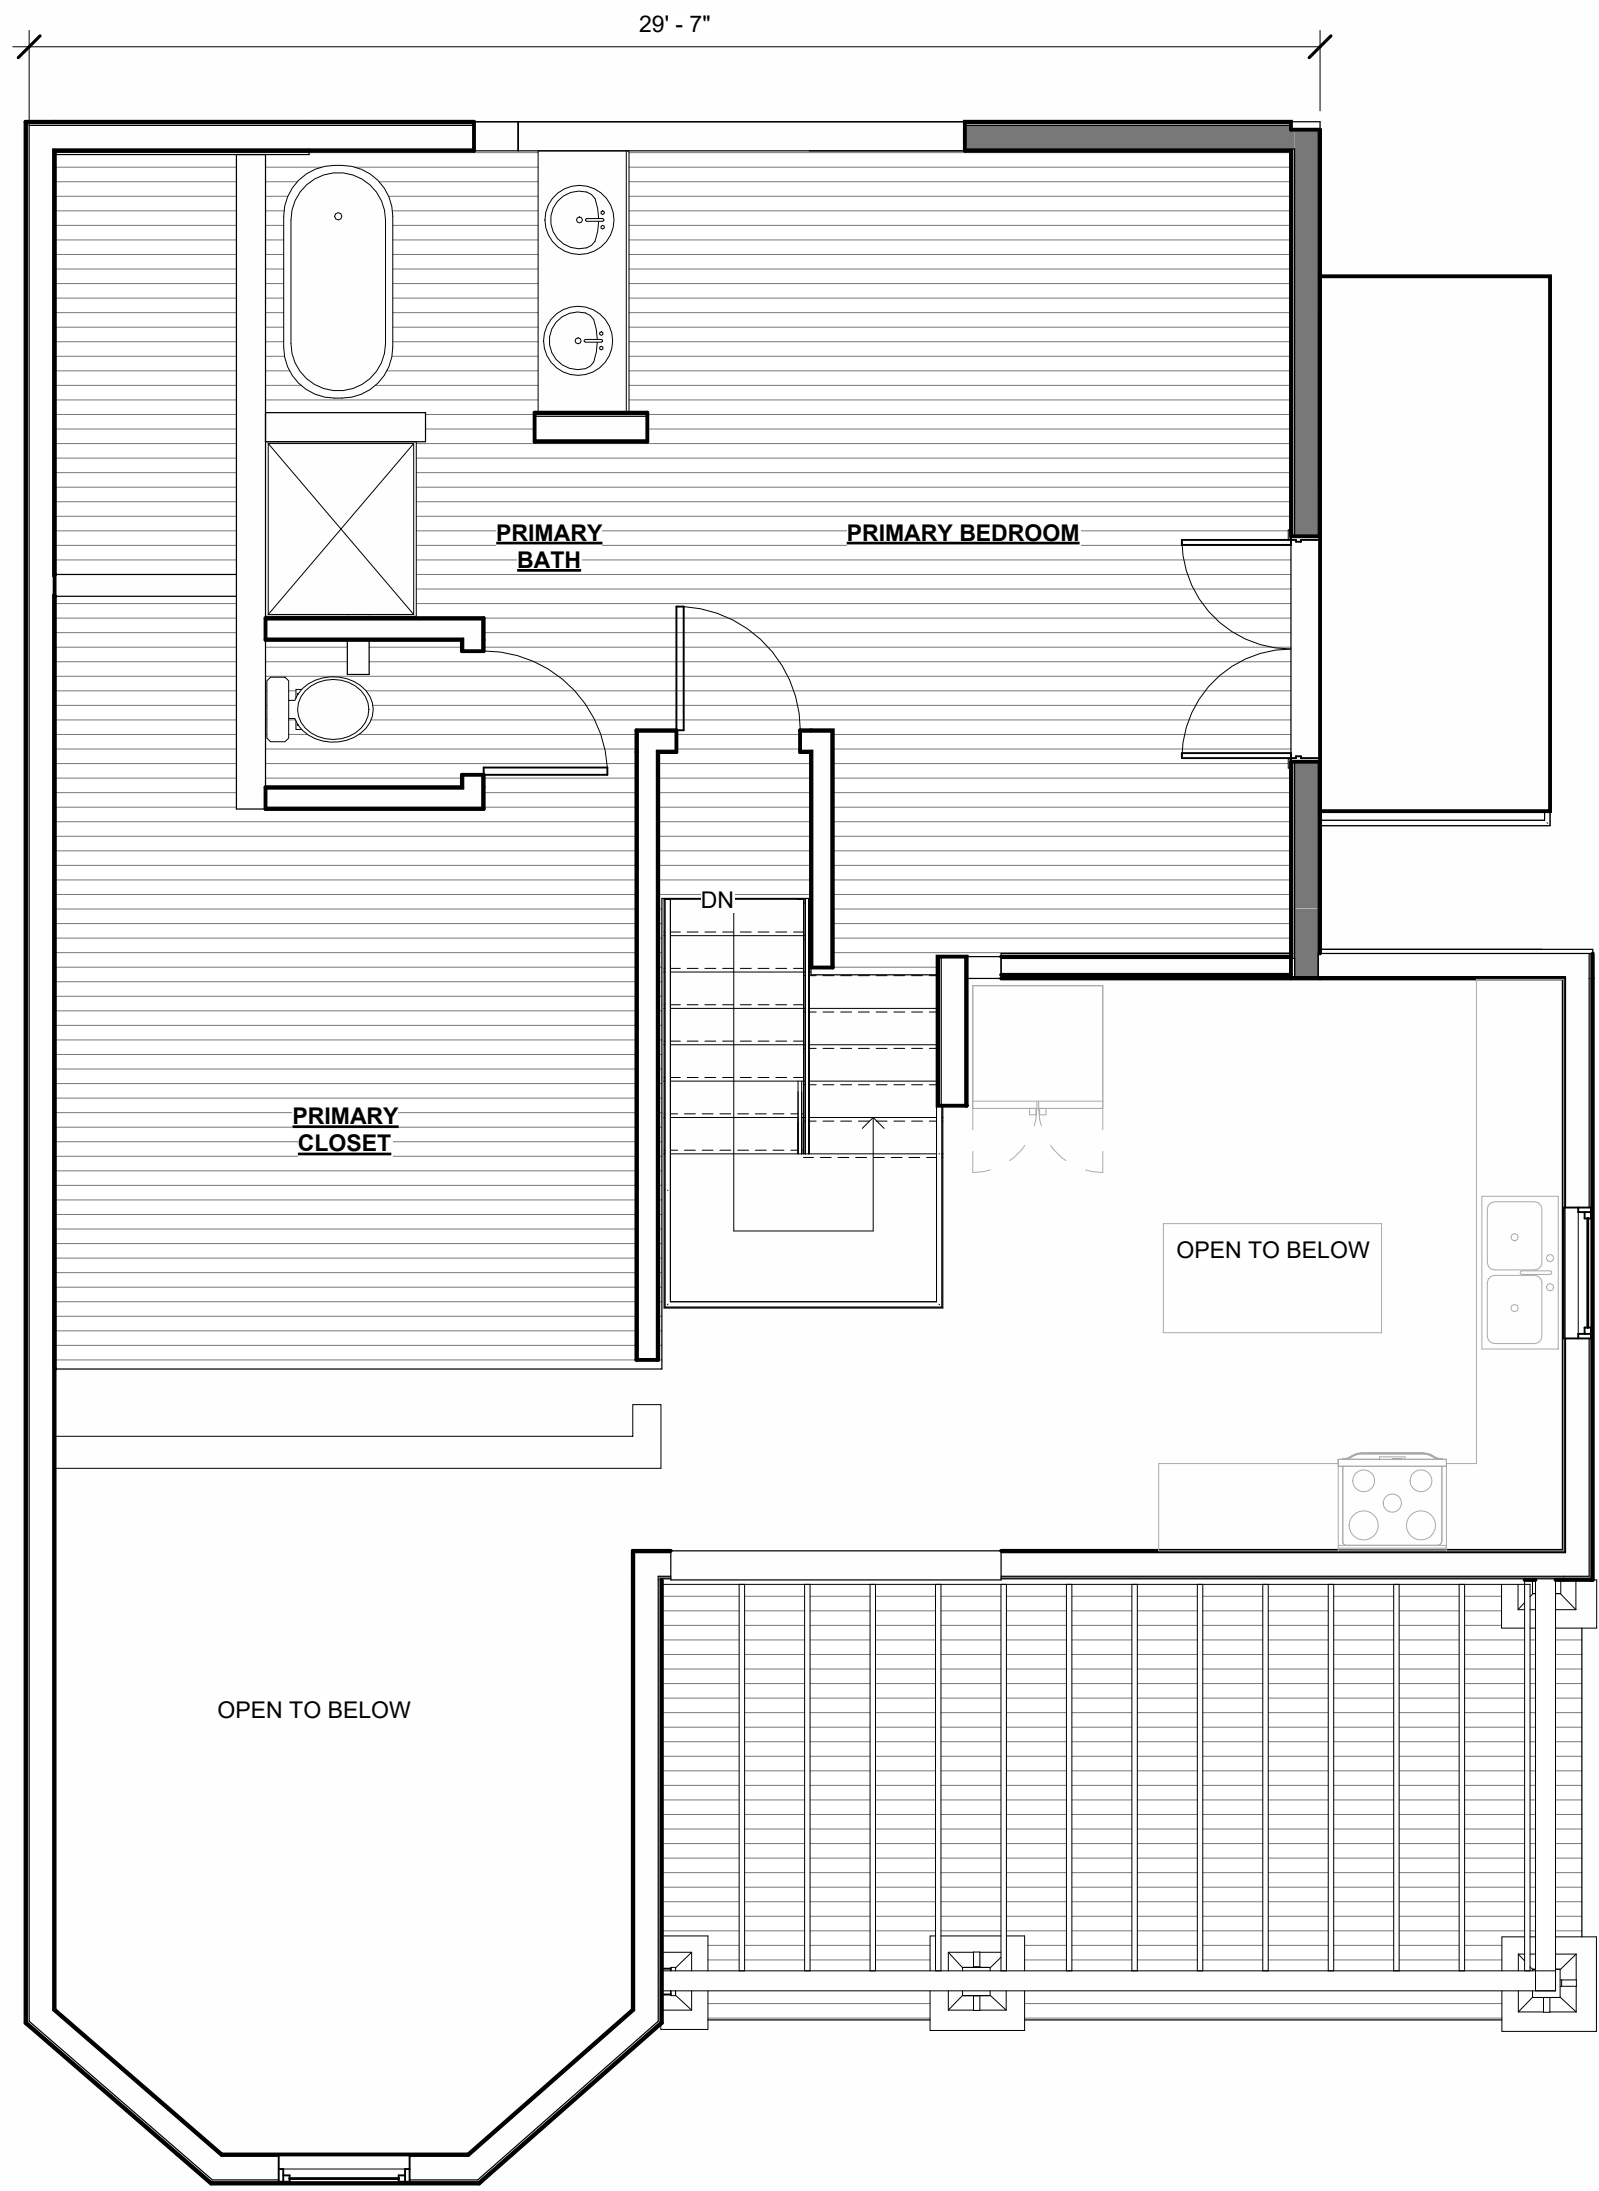 29' - 7"
PRIMARY
BATH
PRIMARY BEDROOM
DN
PRIMARY
CLOSET
OPEN TO BELOW
OPEN TO BELOW